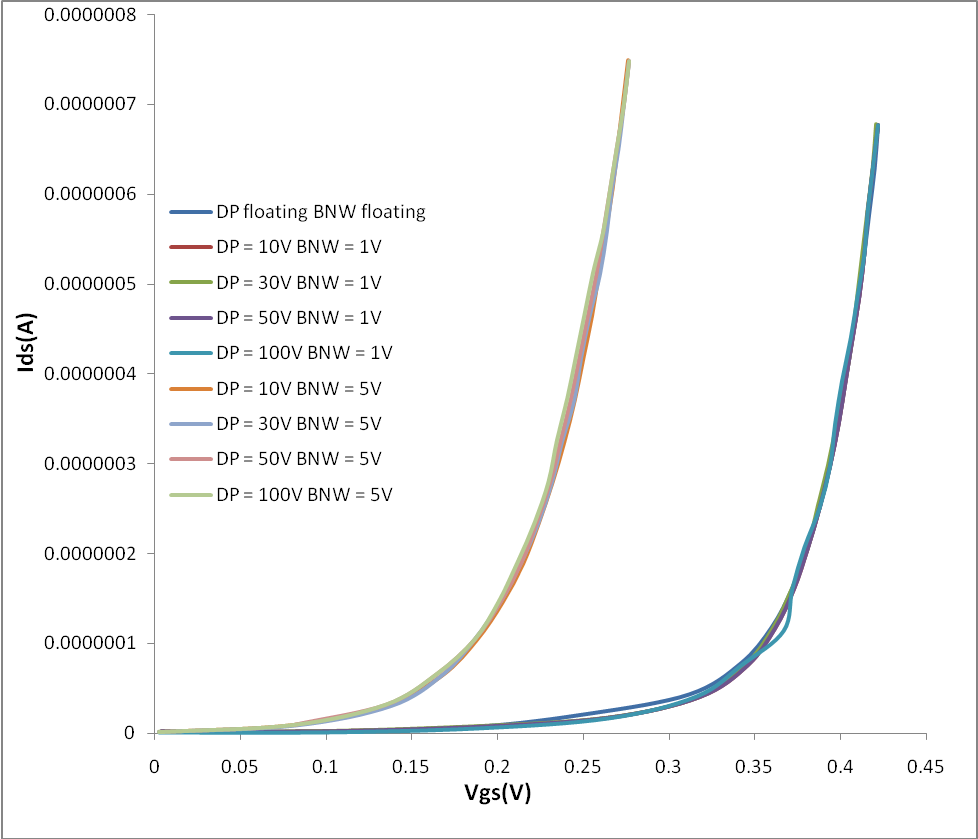 0.0000008
0.0000007
0.0000006
0.0000005
0.0000004
0.0000003
0.0000002
0.0000001
0
Ids(A)
DP floating BNW floating
DP = 10V BNW = 1V
DP = 30V BNW = 1V
DP = 50V BNW = 1V
DP = 100V BNW = 1V
DP = 10V BNW = 5V
DP = 30V BNW = 5V
DP = 50V BNW = 5V
DP = 100V BNW = 5V
0 0.05 0.1 0.15 0.2 0.25 0.3 0.35 0.4 0.45
Vgs(V)